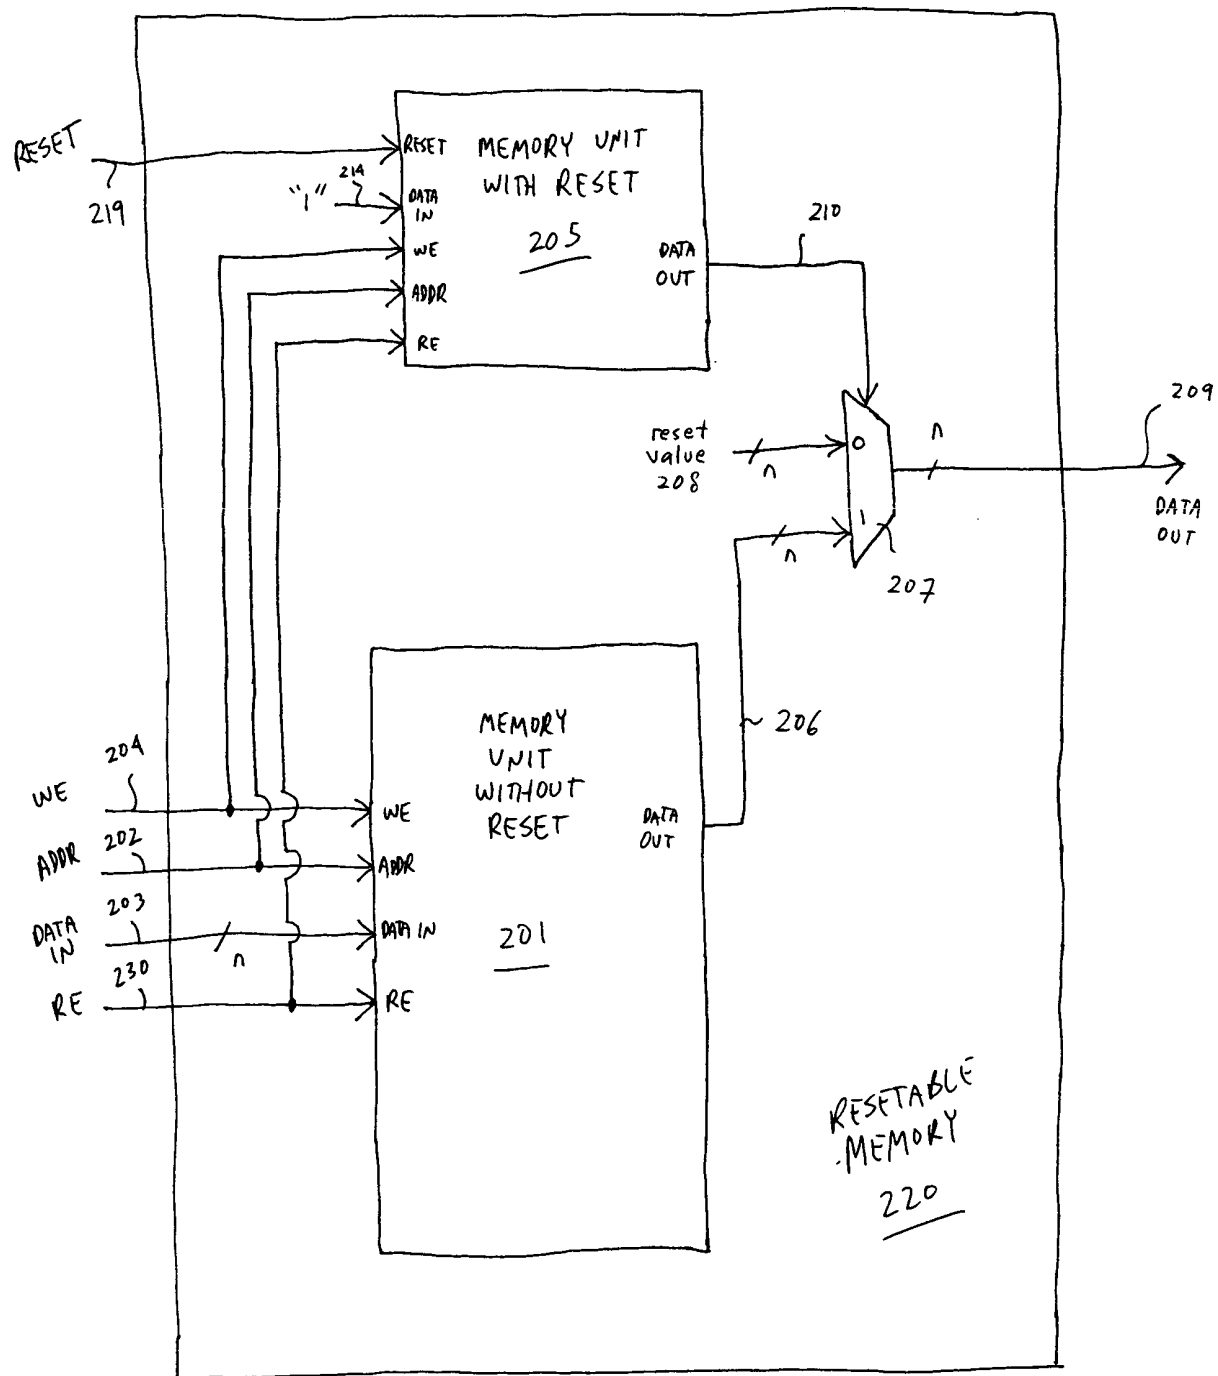 RESET
219
"1"
214
RESET
DATA
IN
WE
ADDR
RE
MEMORY UNIT
WITH RESET
205
DATA
OUT
210
reset
value
208
n
0
1
n
n
207
209
DATA
OUT
206
WE
204
ADDR
202
DATA
IN
203
n
RE
230
WE
ADDR
DATA IN
RE
MEMORY
UNIT
WITHOUT
RESET
201
DATA
OUT
RESETABLE
MEMORY
220